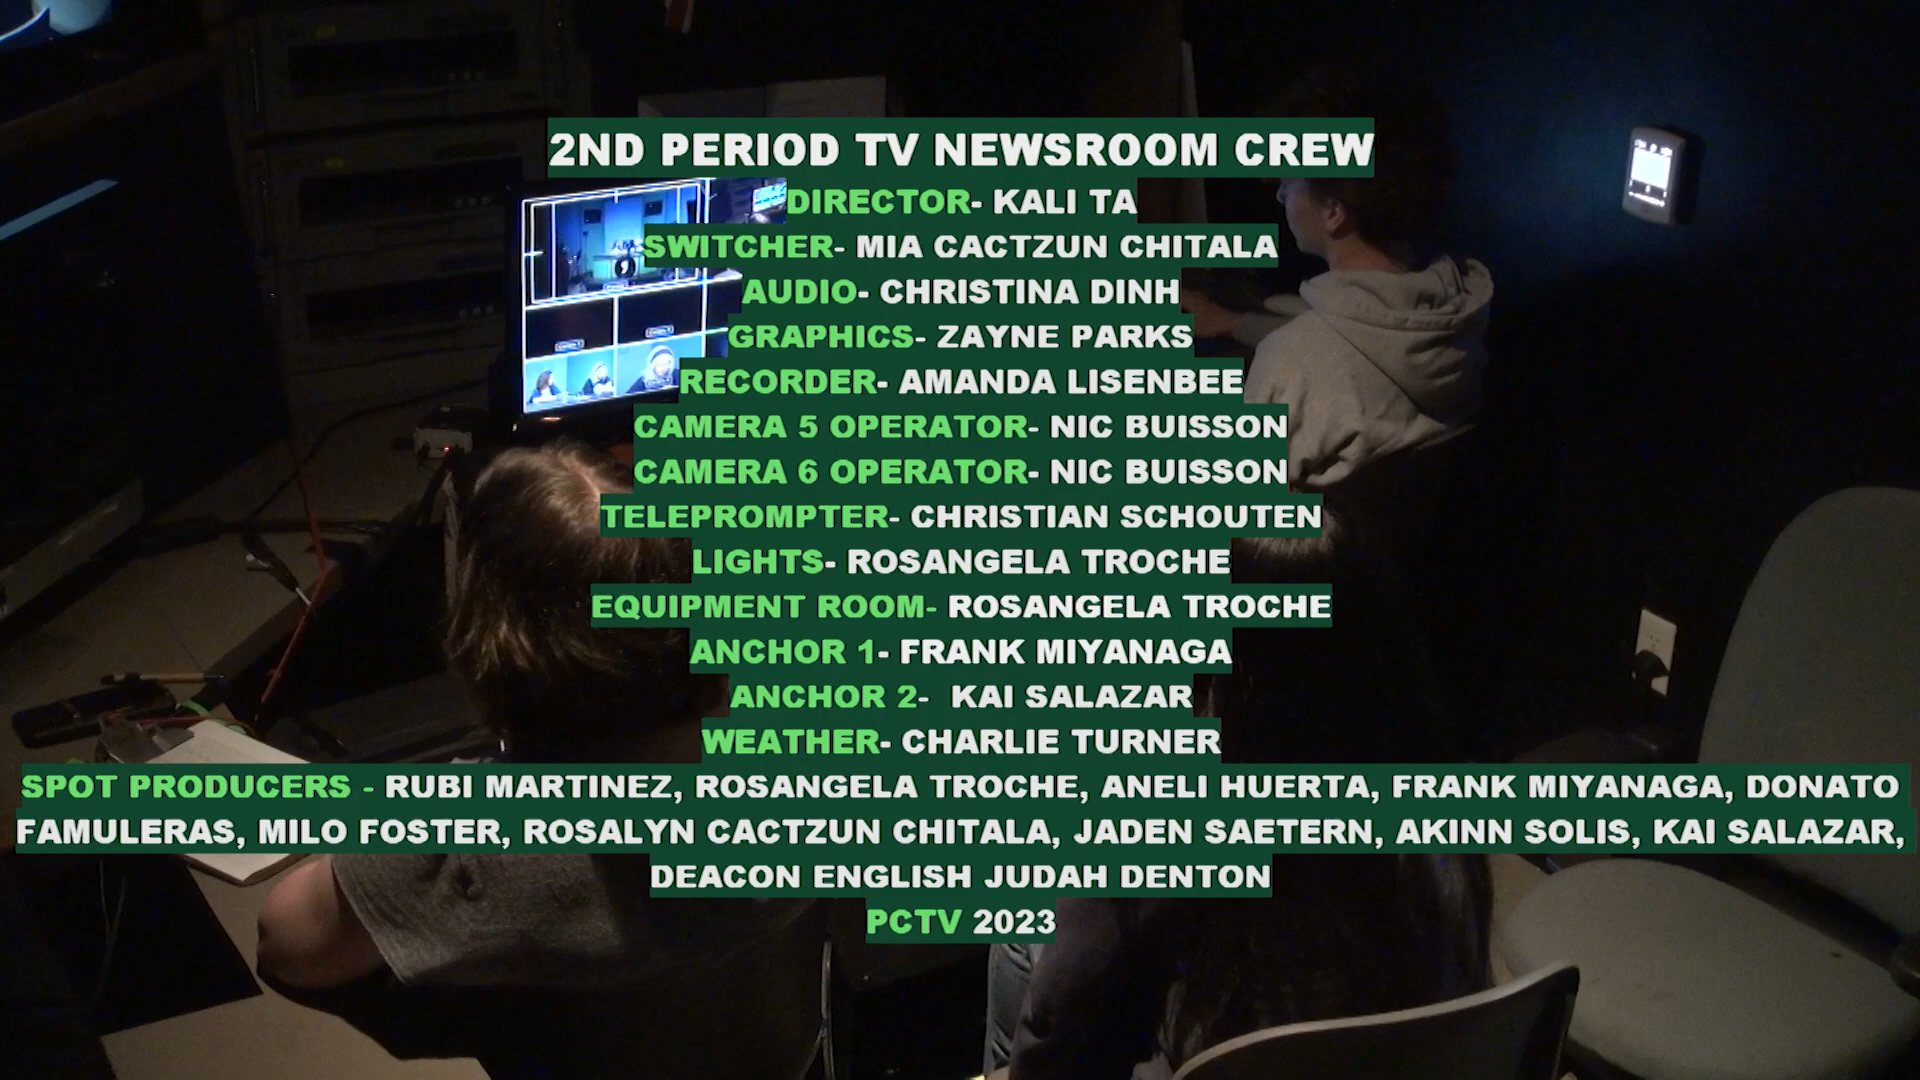 2ND PERIOD TV NEWSROOM CREW
DIRECTOR- KALI TA
SWITCHER- MIA CACTZUN CHITALA
AUDIO- CHRISTINA DINH
GRAPHICS- ZAYNE PARKS
RECORDER- AMANDA LISENBEE
CAMERA 5 OPERATOR- NIC BUISSON
CAMERA 6 OPERATOR- NIC BUISSON
TELEPROMPTER- CHRISTIAN SCHOUTEN
LIGHTS- ROSANGELA TROCHE
EQUIPMENT ROOM- ROSANGELA TROCHE
ANCHOR 1- FRANK MIYANAGA
ANCHOR 2-  KAI SALAZAR
WEATHER- CHARLIE TURNER
SPOT PRODUCERS - RUBI MARTINEZ, ROSANGELA TROCHE, ANELI HUERTA, FRANK MIYANAGA, DONATO
FAMULERAS, MILO FOSTER, ROSALYN CACTZUN CHITALA, JADEN SAETERN, AKINN SOLIS, KAI SALAZAR,
DEACON ENGLISH JUDAH DENTON
PCTV 2023